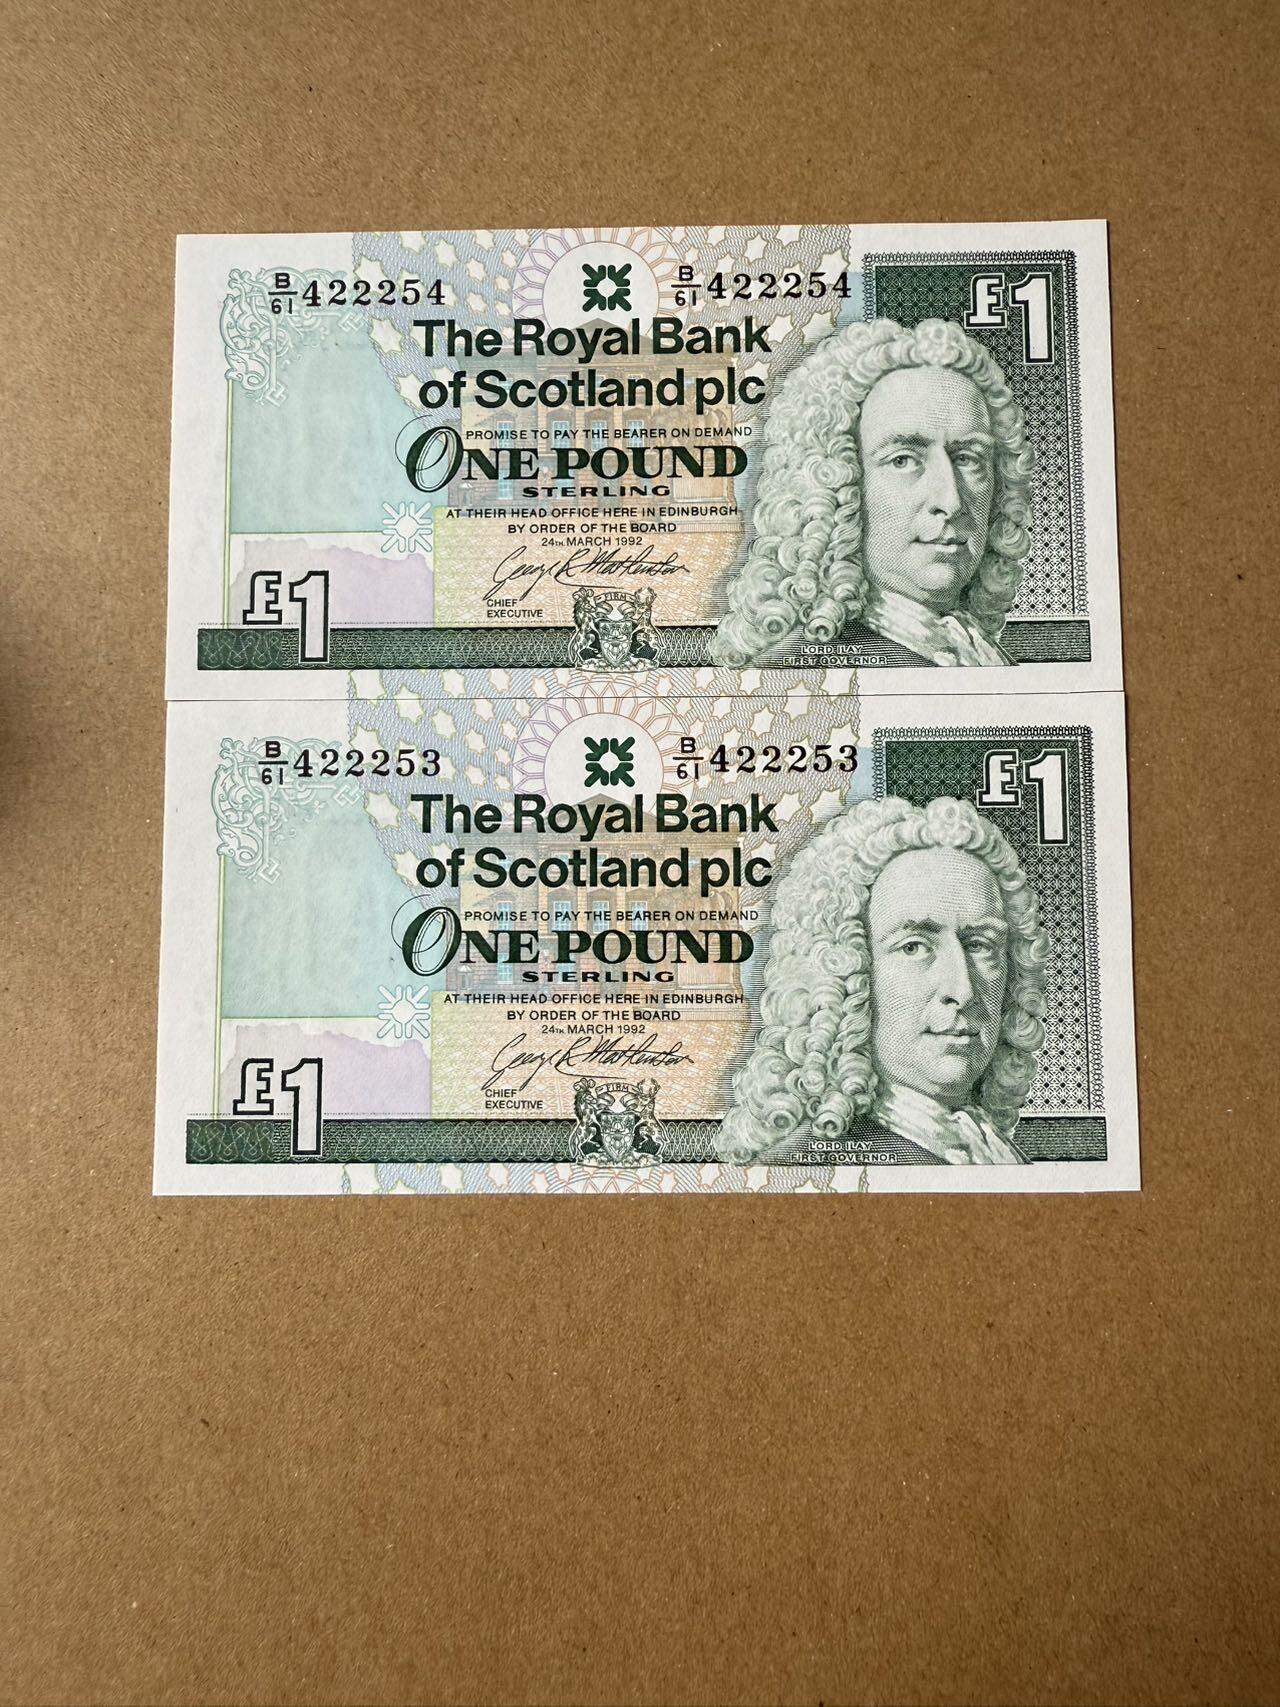 B/61 422254
B/61 422254
£1
The Royal Bank
of Scotland plc
PROMISE TO PAY THE BEARER ON DEMAND
ONE POUND
STERLING
AT THEIR HEAD OFFICE HERE IN EDINBURGH
BY ORDER OF THE BOARD
24TH MARCH 1992
CHIEF
EXECUTIVE
FIRM
£1
LORD ILAY
FIRST GOVERNOR
B/61 422253
B/61 422253
£1
The Royal Bank
of Scotland plc
PROMISE TO PAY THE BEARER ON DEMAND
ONE POUND
STERLING
AT THEIR HEAD OFFICE HERE IN EDINBURGH
BY ORDER OF THE BOARD
24TH MARCH 1992
CHIEF
EXECUTIVE
FIRM
£1
LORD ILAY
FIRST GOVERNOR